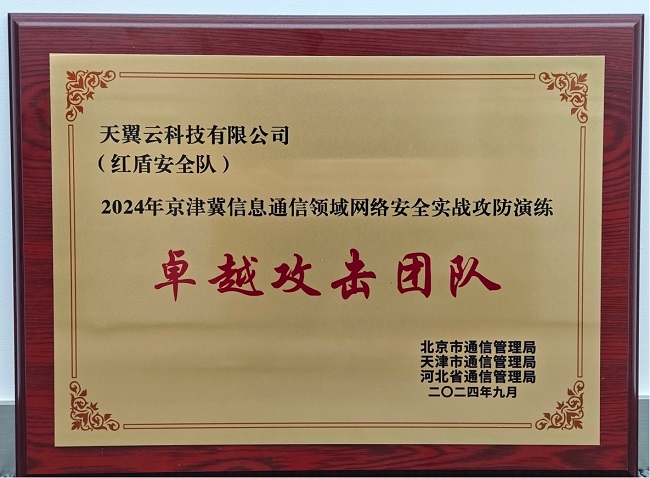 天翼云科技有限公司
（红盾安全队）
2024年京津冀信息通信领域网络安全实战攻防演练
卓越攻击团队
北京市通信管理局
天津市通信管理局
河北省通信管理局
二〇二四年九月